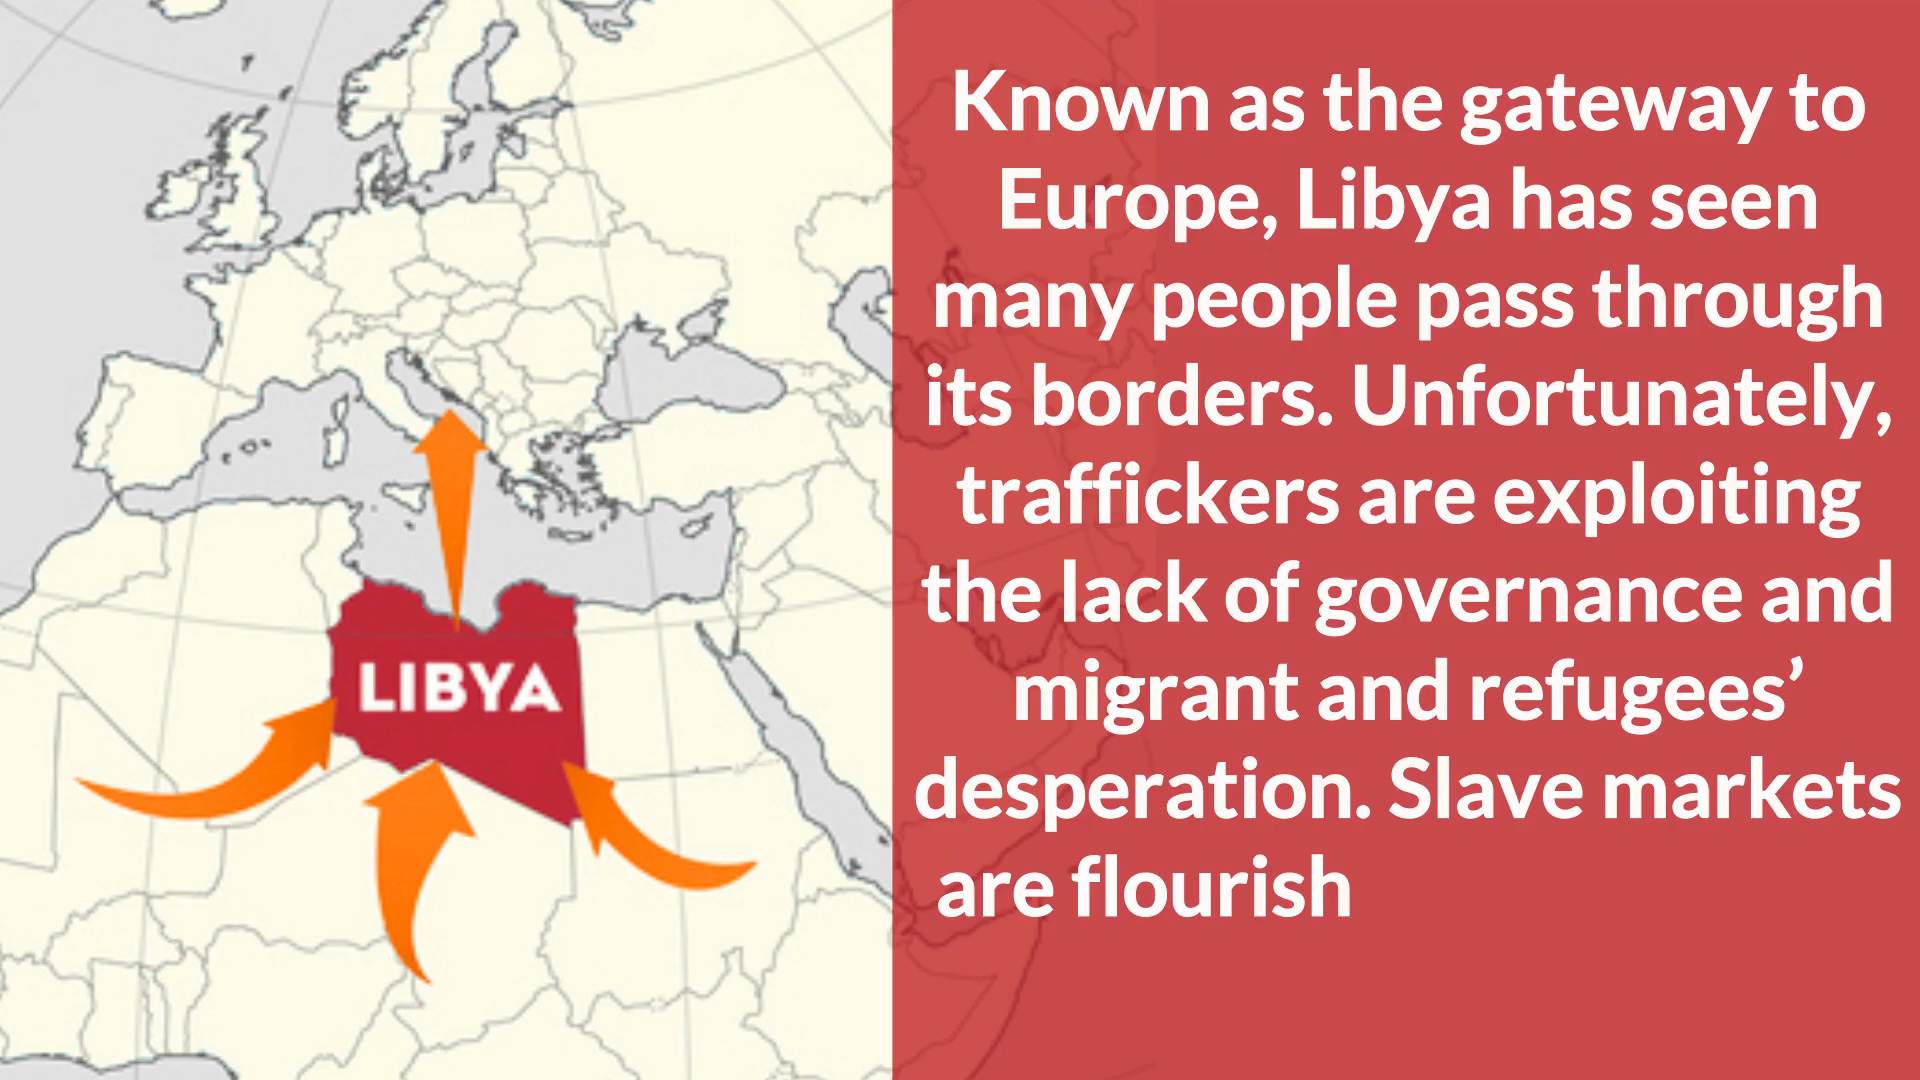 LIBYA
Known as the gateway to
Europe, Libya has seen
many people pass through
its borders. Unfortunately,
traffickers are exploiting
the lack of governance and
migrant and refugees’
desperation. Slave markets
are flourish